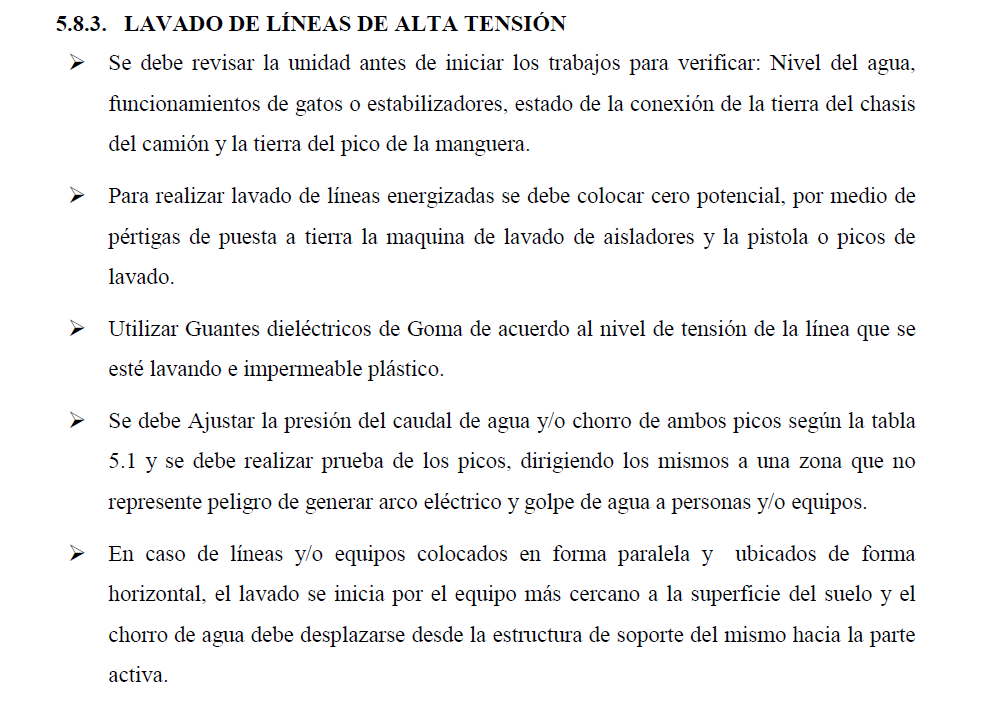 5.8.3. LAVADO DE LÍNEAS DE ALTA TENSIÓN
➢ Se debe revisar la unidad antes de iniciar los trabajos para verificar: Nivel del agua,
funcionamientos de gatos o estabilizadores, estado de la conexión de la tierra del chasis
del camión y la tierra del pico de la manguera.
➢ Para realizar lavado de líneas energizadas se debe colocar cero potencial, por medio de
pértigas de puesta a tierra la maquina de lavado de aisladores y la pistola o picos de
lavado.
➢ Utilizar Guantes dieléctricos de Goma de acuerdo al nivel de tensión de la línea que se
esté lavando e impermeable plástico.
➢ Se debe Ajustar la presión del caudal de agua y/o chorro de ambos picos según la tabla
5.1 y se debe realizar prueba de los picos, dirigiendo los mismos a una zona que no
represente peligro de generar arco eléctrico y golpe de agua a personas y/o equipos.
➢ En caso de líneas y/o equipos colocados en forma paralela y ubicados de forma
horizontal, el lavado se inicia por el equipo más cercano a la superficie del suelo y el
chorro de agua debe desplazarse desde la estructura de soporte del mismo hacia la parte
activa.